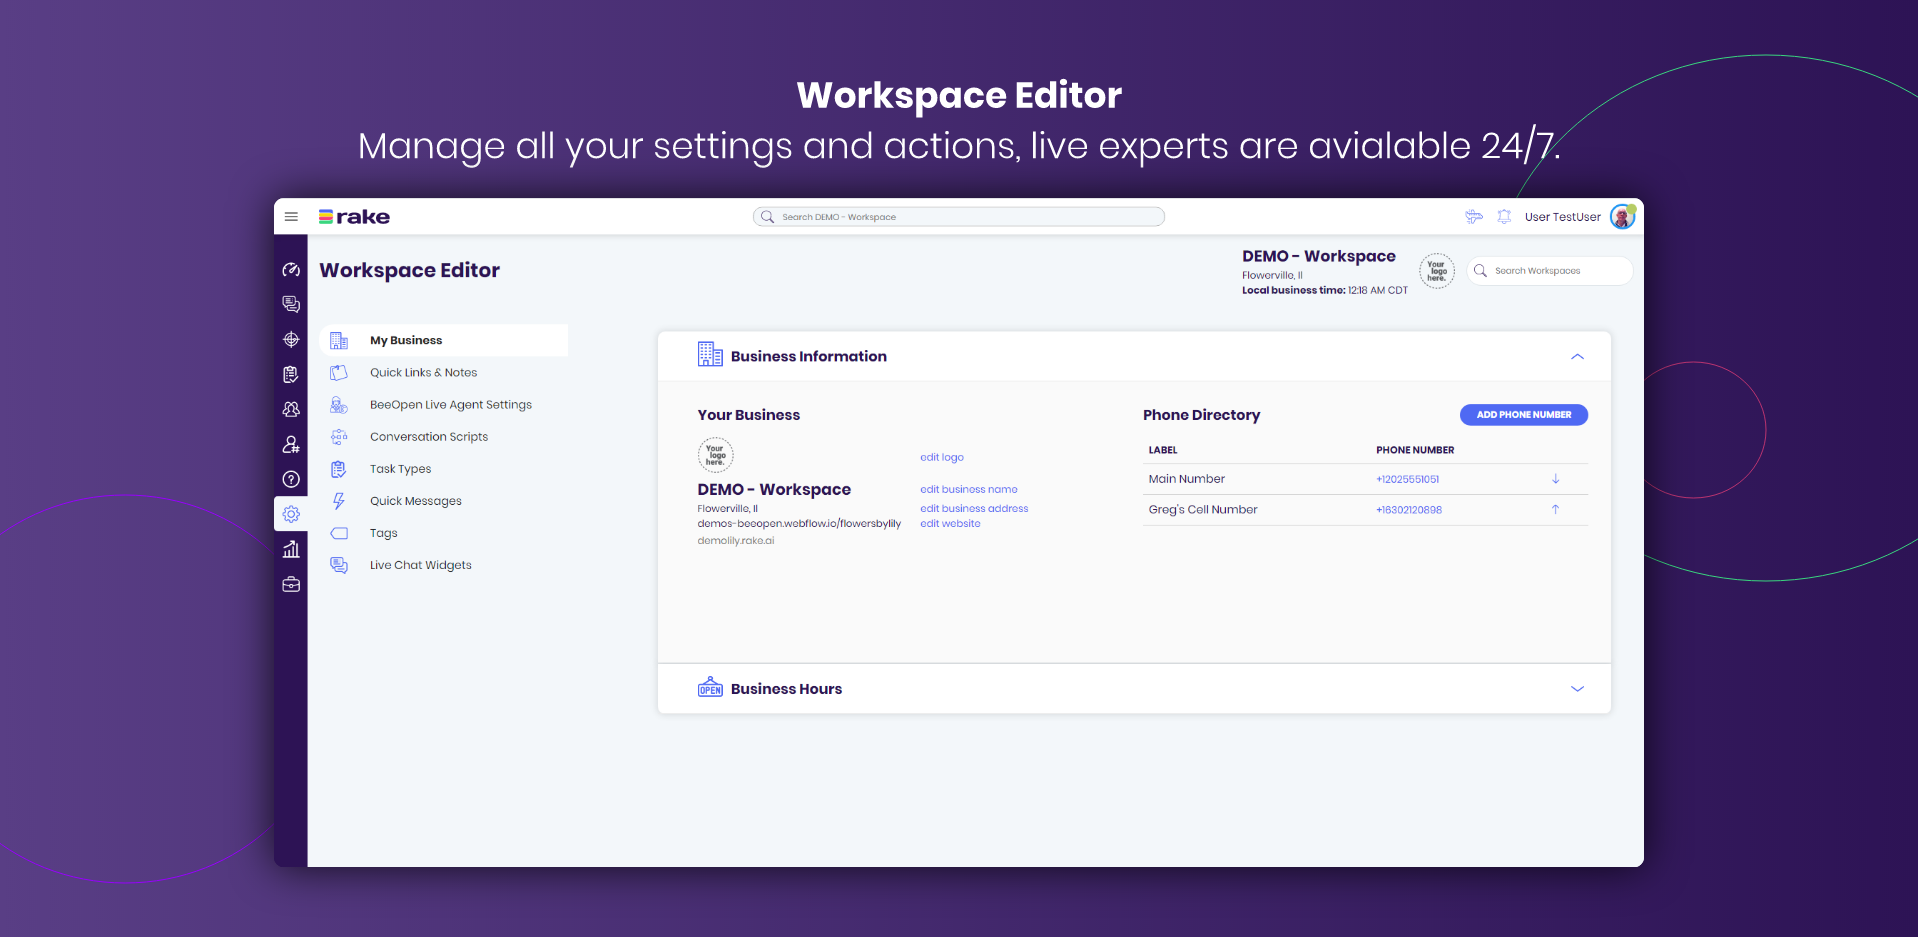 Workspace Editor
Manage all your settings and actions, live experts are avialable 24/7.
rake
Search DEMO - Workspace
User TestUser
Workspace Editor
DEMO - Workspace
Flowerville, Il
Local business time: 12:18 AM CDT
Your
logo
here.
Search Workspaces
My Business
Quick Links & Notes
BeeOpen Live Agent Settings
Conversation Scripts
Task Types
Quick Messages
Tags
Live Chat Widgets
Business Information
Your Business
Your
logo
here.
edit logo
DEMO - Workspace
edit business name
Flowerville, Il
edit business address
demos-beeopen.webflow.io/flowersbylily
edit website
demolily.rake.ai
Phone Directory
ADD PHONE NUMBER
LABEL PHONE NUMBER
Main Number +12025551051
Greg's Cell Number +16302120898
OPEN
Business Hours